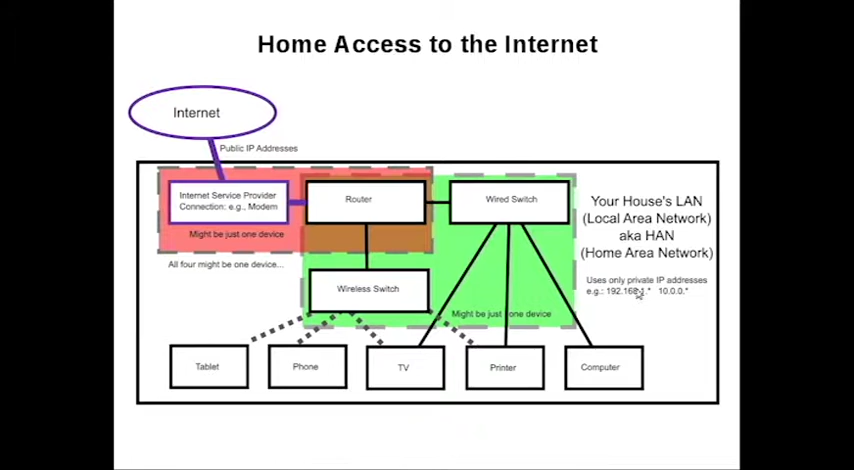 Home Access to the Internet
Internet
Public IP Addresses
Internet Service Provider
Connection: e.g., Modem
Router
Wired Switch
Might be just one device
All four might be one device...
Wireless Switch
Might be just one device
Your House's LAN
(Local Area Network)
aka HAN
(Home Area Network)
Uses only private IP addresses
e.g.: 192.168.1.* 10.0.0.*
Tablet
Phone
TV
Printer
Computer